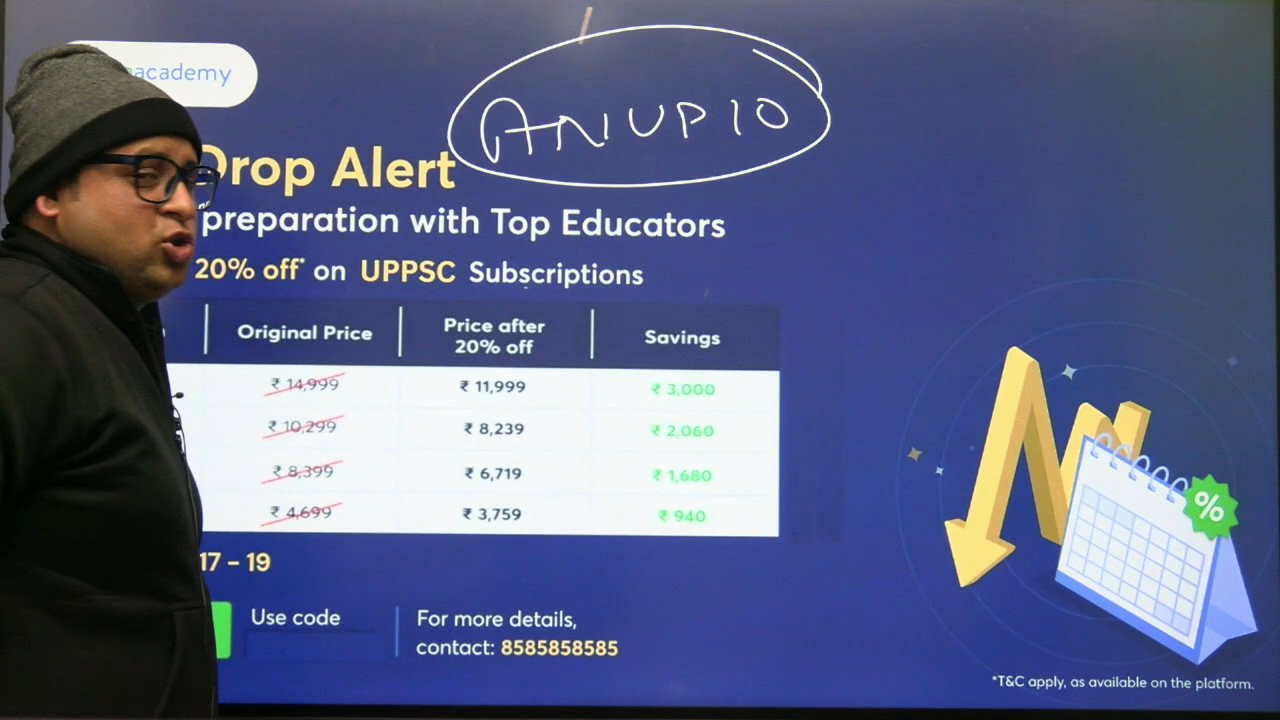 academy
ANUP10
Drop Alert
preparation with Top Educators
20% off* on UPPSC Subscriptions
Original Price Price after 20% off Savings
₹ 14,999 ₹ 11,999 ₹ 3,000
₹ 10,299 ₹ 8,239 ₹ 2,060
₹ 8,399 ₹ 6,719 ₹ 1,680
₹ 4,699 ₹ 3,759 ₹ 940
17 – 19
Use code
For more details,
contact: 8585858585
%
*T&C apply, as available on the platform.